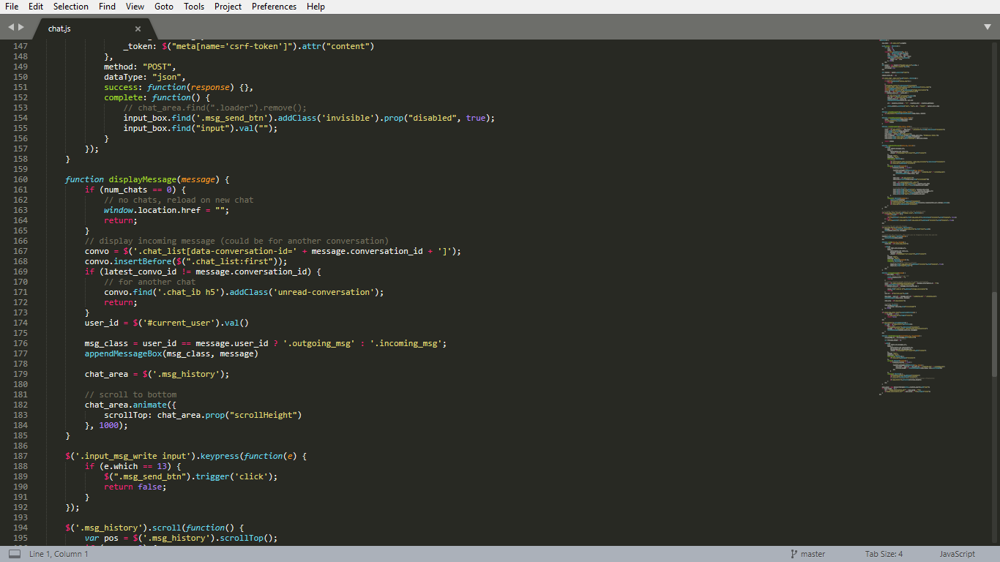 File Edit Selection Find View Goto Tools Project Preferences Help
chat.js ×
147 _token: $("meta[name='csrf-token']").attr("content")
148 },
149 method: "POST",
150 dataType: "json",
151 success: function(response) {},
152 complete: function() {
153 // chat_area.find(".loader").remove();
154 input_box.find('.msg_send_btn').addClass('invisible').prop("disabled", true);
155 input_box.find("input").val("");
156 }
157 });
158 }
159
160 function displayMessage(message) {
161 if (num_chats == 0) {
162 // no chats, reload on new chat
163 window.location.href = "";
164 return;
165 }
166 // display incoming message (could be for another conversation)
167 convo = $('.chat_list[data-conversation-id=' + message.conversation_id + ']');
168 convo.insertBefore($(".chat_list:first"));
169 if (latest_convo_id != message.conversation_id) {
170 // for another chat
171 convo.find('.chat_ib h5').addClass('unread-conversation');
172 return;
173 }
174 user_id = $('#current_user').val()
175
176 msg_class = user_id == message.user_id ? '.outgoing_msg' : '.incoming_msg';
177 appendMessageBox(msg_class, message)
178
179 chat_area = $('.msg_history');
180
181 // scroll to bottom
182 chat_area.animate({
183 scrollTop: chat_area.prop("scrollHeight")
184 }, 1000);
185 }
186
187 $('.input_msg_write input').keypress(function(e) {
188 if (e.which == 13) {
189 $(".msg_send_btn").trigger('click');
190 return false;
191 }
192 });
193
194 $('.msg_history').scroll(function() {
195 var pos = $('.msg_history').scrollTop();
Line 1, Column 1 master Tab Size: 4 JavaScript